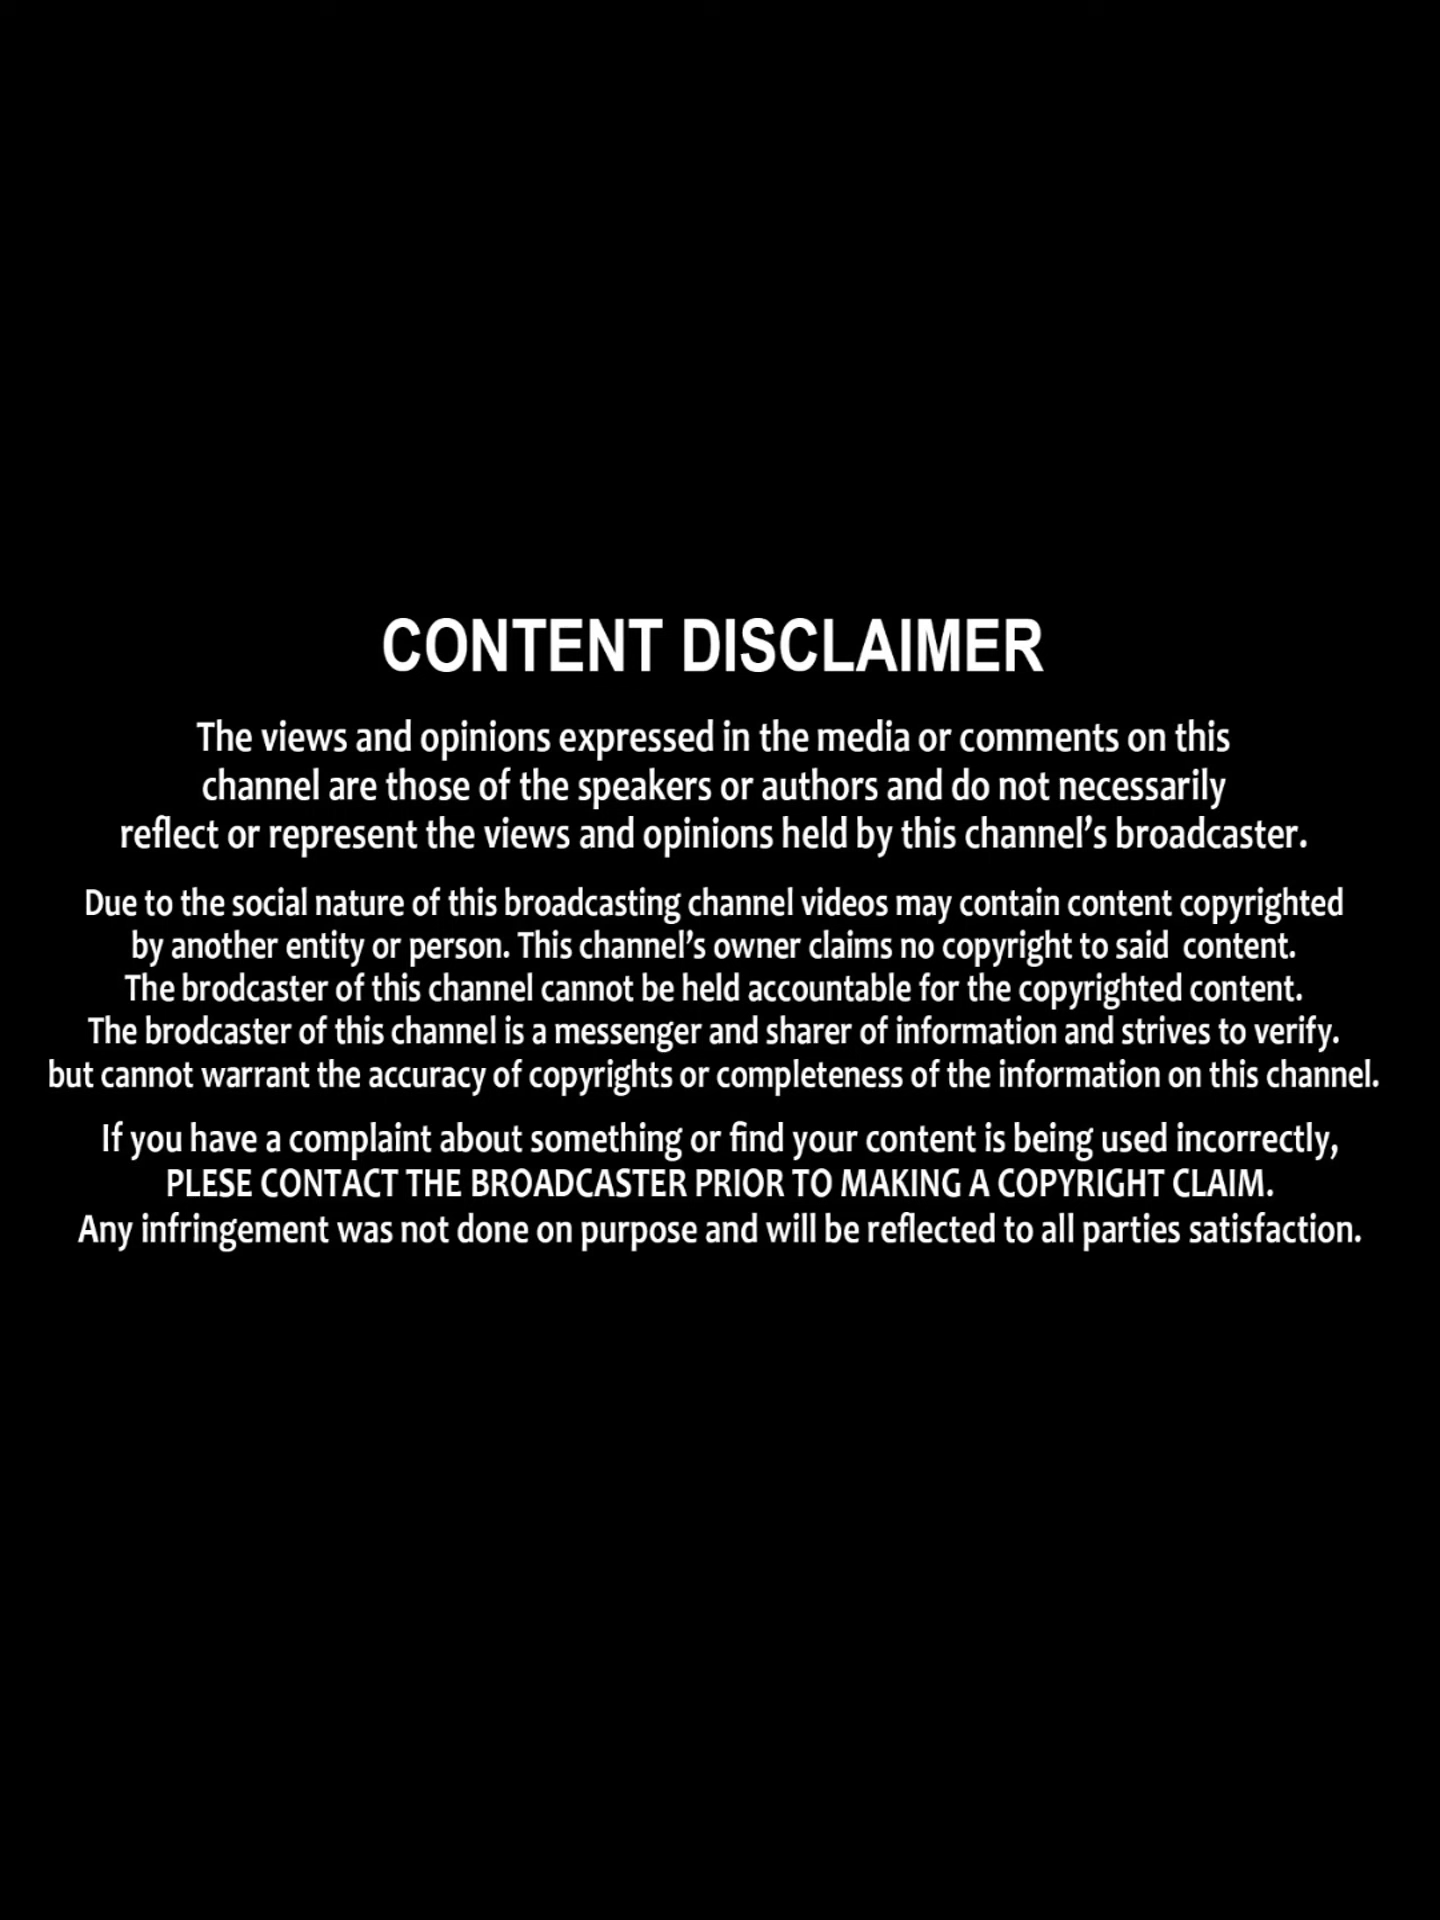 CONTENT DISCLAIMER
The views and opinions expressed in the media or comments on this
channel are those of the speakers or authors and do not necessarily
reflect or represent the views and opinions held by this channel’s broadcaster.
Due to the social nature of this broadcasting channel videos may contain content copyrighted
by another entity or person. This channel’s owner claims no copyright to said  content.
The brodcaster of this channel cannot be held accountable for the copyrighted content.
The brodcaster of this channel is a messenger and sharer of information and strives to verify.
but cannot warrant the accuracy of copyrights or completeness of the information on this channel.
If you have a complaint about something or find your content is being used incorrectly,
PLESE CONTACT THE BROADCASTER PRIOR TO MAKING A COPYRIGHT CLAIM.
Any infringement was not done on purpose and will be reflected to all parties satisfaction.